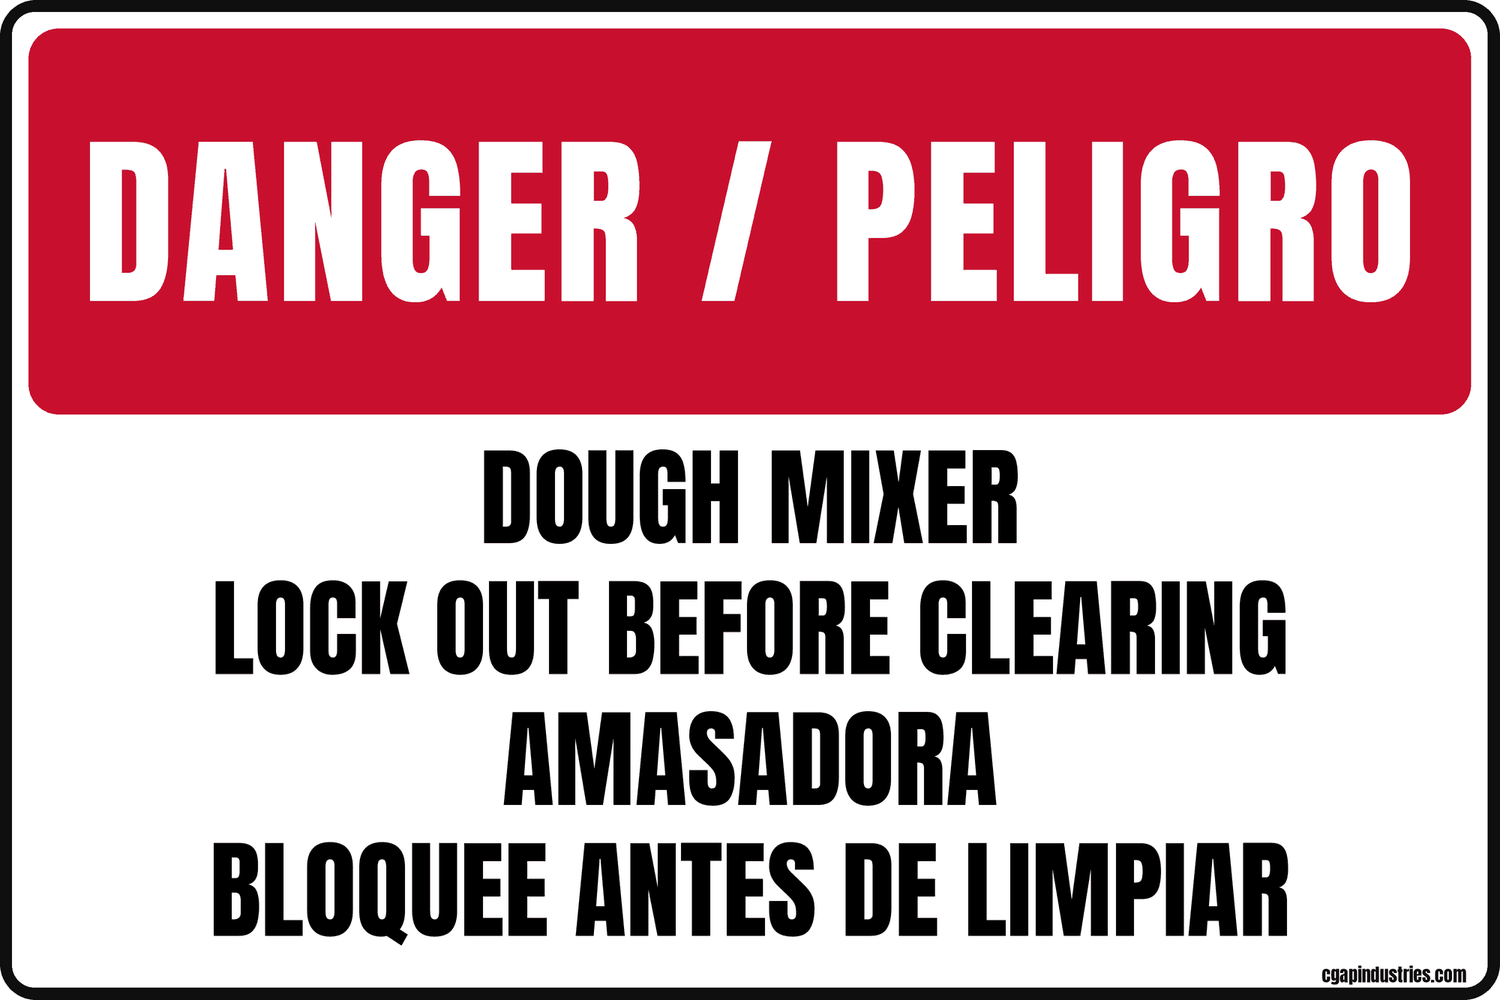 DANGER / PELIGRO
DOUGH MIXER
LOCK OUT BEFORE CLEARING
AMASADORA
BLOQUEE ANTES DE LIMPIAR
cgapindustries.com